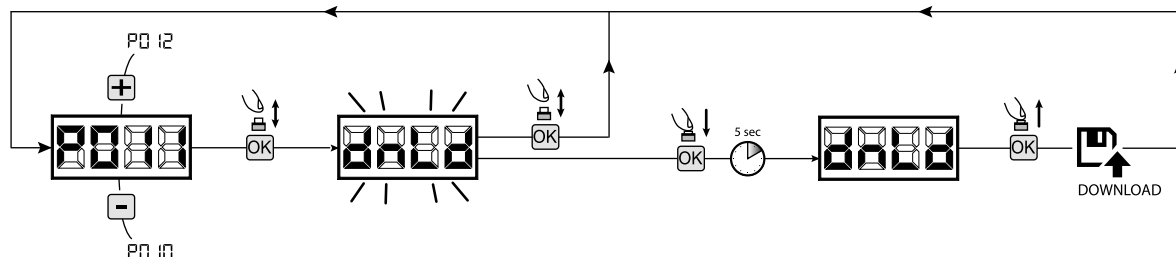 P012
+
P011
OK
dnLd
OK
OK
5 sec
dnLd
OK
DOWNLOAD
-
P010